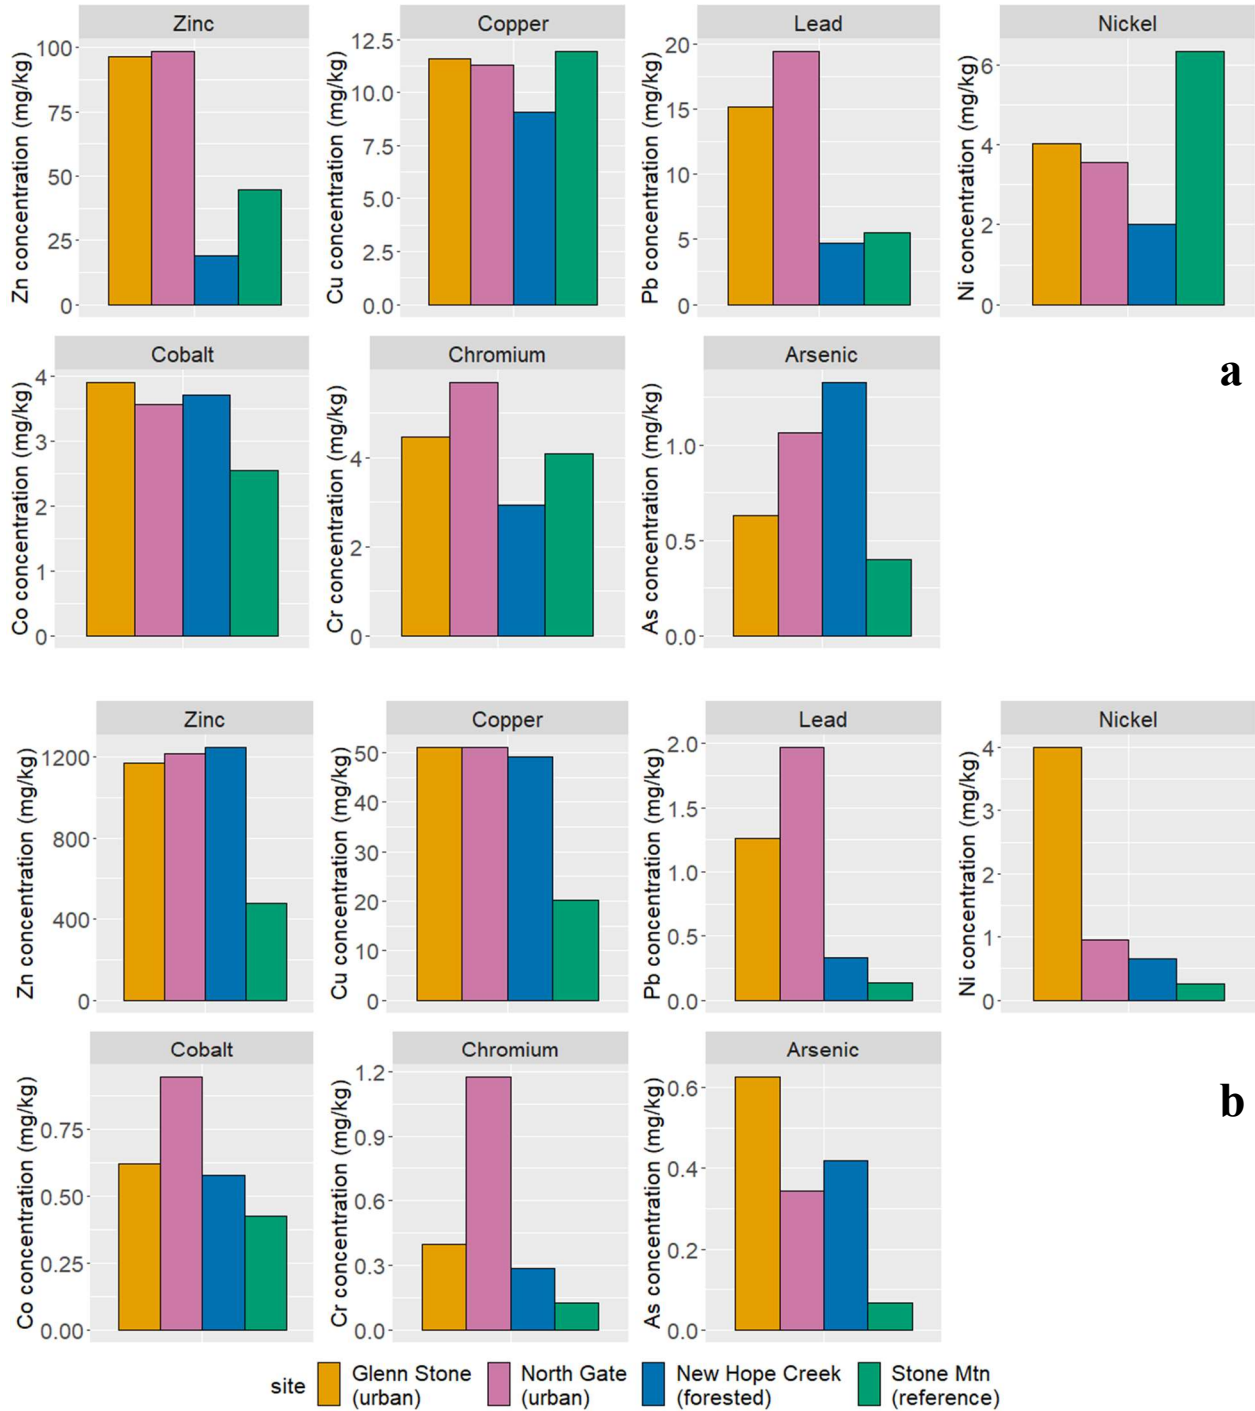 Zinc
Copper
Lead
Nickel
Zn concentration (mg/kg)
100
75
50
25
0
Cu concentration (mg/kg)
12.5
10.0
7.5
5.0
2.5
0.0
Pb concentration (mg/kg)
20
15
10
5
0
Ni concentration (mg/kg)
6
4
2
0
Cobalt
Chromium
Arsenic
a
Co concentration (mg/kg)
4
3
2
1
0
Cr concentration (mg/kg)
4
2
0
As concentration (mg/kg)
1.0
0.5
0.0
Zinc
Copper
Lead
Nickel
Zn concentration (mg/kg)
1200
800
400
0
Cu concentration (mg/kg)
50
40
30
20
10
0
Pb concentration (mg/kg)
2.0
1.5
1.0
0.5
0.0
Ni concentration (mg/kg)
4
3
2
1
0
Cobalt
Chromium
Arsenic
b
Co concentration (mg/kg)
0.75
0.50
0.25
0.00
Cr concentration (mg/kg)
1.2
0.9
0.6
0.3
0.0
As concentration (mg/kg)
0.6
0.4
0.2
0.0
site
Glenn Stone
(urban)
North Gate
(urban)
New Hope Creek
(forested)
Stone Mtn
(reference)